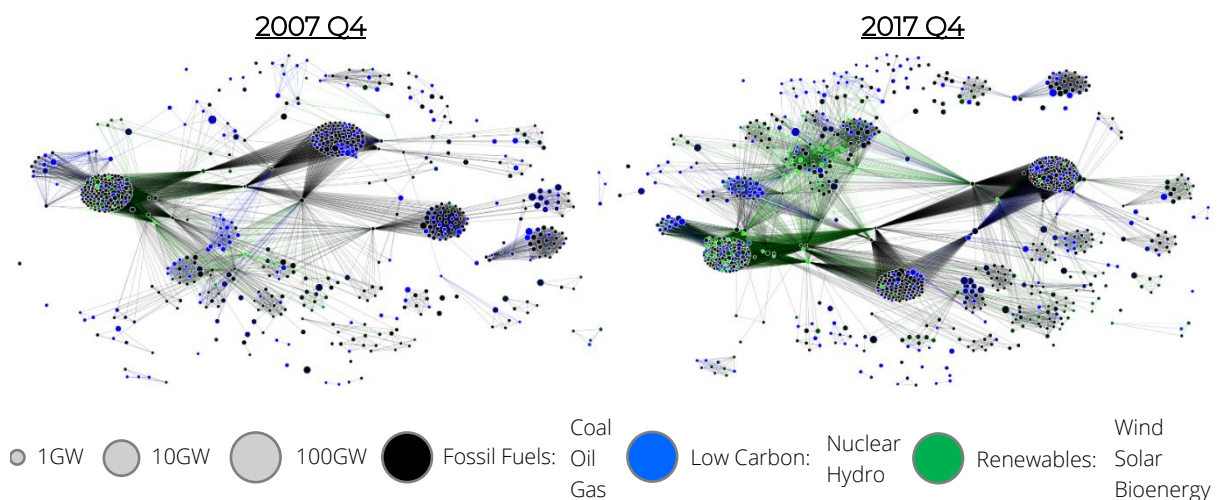 2007 Q4
2017 Q4
1GW
10GW
100GW
Fossil Fuels:
Coal
Oil
Gas
Low Carbon:
Nuclear
Hydro
Renewables:
Wind
Solar
Bioenergy